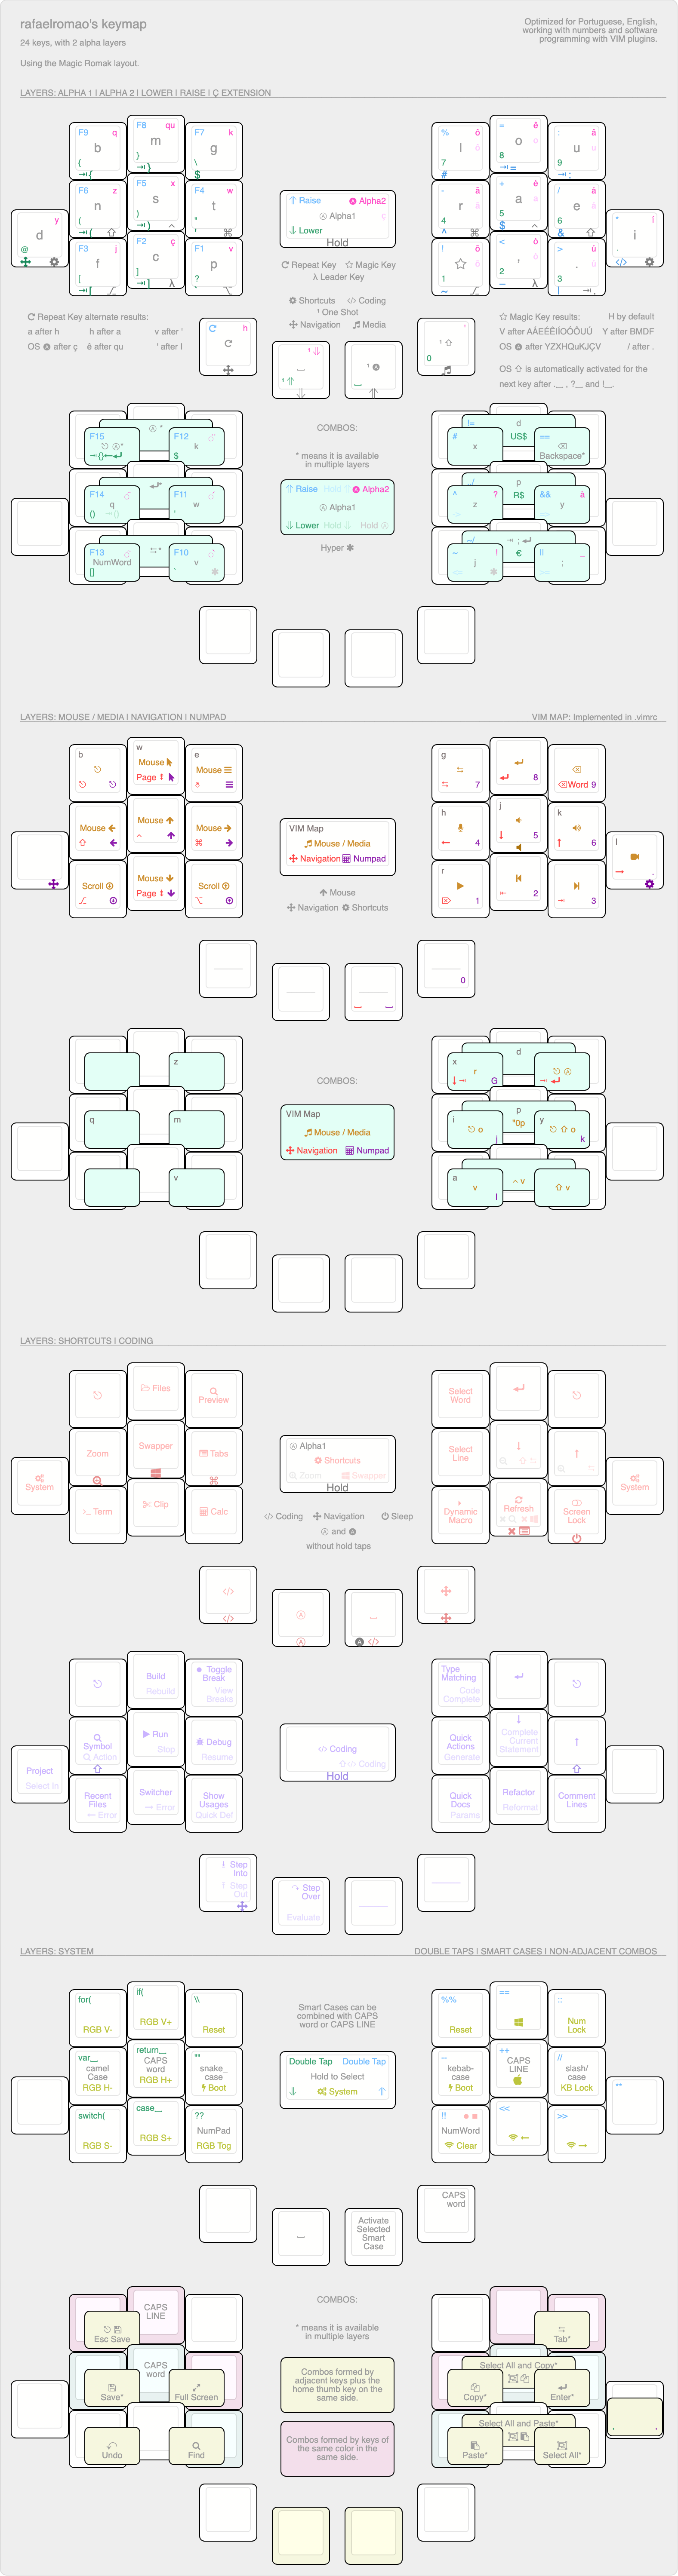 rafaelromao's keymap
Optimized for Portuguese, English,
24 keys, with 2 alpha layers
working with numbers and software
programming with VIM plugins.
Using the Magic Romak layout.
LAYERS: ALPHA 1 | ALPHA 2 | LOWER | RAISE | Ç EXTENSION
F9 q
b
{
F8 qu
m
}
F7 k
g
\
$
% ô
l
7
#
= ê
o
8
: â
u
9
F6 z
n
(
F5 x
s
)
F4 w
t
"
- ã
r
4
^
+ é
a
5
$
/ á
e
6
&
y
d
@
i
F3 j
f
[
F2 ç
c
]
λ
F1 p
v
?
! õ
1
~
< ó
,
2
> ú
.
3
Raise Alpha2
Alpha1
Lower
Hold
Repeat Key Magic Key
λ Leader Key
Shortcuts </> Coding
¹ One Shot
Navigation Media
Repeat Key alternate results:
a after h h after a v after '
OS after ç ê after qu ' after l
Magic Key results: H by default
V after ÀÃÉÊÊIÍOÓÔUÚ Y after BMDF
OS after YZXHQuKJÇV / after .
OS is automatically activated for the
next key after
h
0
F15
F12
k
$
F14
q
()
F11
w
'
F13
NumWord
[]
F10
v
COMBOS:
* means it is available
in multiple layers
Raise Hold Alpha2
Alpha1
Lower Hold Hold
Hyper
#
x
!=
d
US$
==
Backspace*
^ ?
z
p
R$
&& à
y
!
j
€
||
;
LAYERS: MOUSE / MEDIA | NAVIGATION | NUMPAD
VIM MAP: Implemented in .vimrc
b
w
Mouse
Page
e
Mouse
g
7
8
Word 9
Mouse
Mouse
Mouse
h
4
j
5
k
6
l
Scroll
Mouse
Page
Scroll
r
1
2
3
VIM Map
Mouse / Media
Navigation Numpad
Mouse
Navigation Shortcuts
0
COMBOS:
VIM Map
Mouse / Media
Navigation Numpad
z
q
m
v
x
r
G
d
i
o
j
p
"0p
y
o
k
a
v
l
v
v
LAYERS: SHORTCUTS | CODING
Files
Preview
Select
Word
Zoom
Swapper
Tabs
Select
Line
System
System
Term
Clip
Calc
Dynamic
Macro
Refresh
Screen
Lock
Alpha1
Shortcuts
Zoom Swapper
Hold
</> Coding Navigation Sleep
and
without hold taps
Build
Rebuild
Toggle
Break
View
Breaks
Type
Matching
Code
Complete
Symbol
Action
Run
Stop
Debug
Resume
Quick
Actions
Generate
Complete
Current
Statement
Project
Select In
Recent
Files
Error
Switcher
Error
Show
Usages
Quick Def
Quick
Docs
Params
Refactor
Reformat
Comment
Lines
</> Coding
</> Coding
Hold
Step
Into
Step
Out
Step
Over
Evaluate
LAYERS: SYSTEM
DOUBLE TAPS | SMART CASES | NON-ADJACENT COMBOS
for(
RGB V-
if(
RGB V+
\\
Reset
%%
Reset
==
::
Num
Lock
Smart Cases can be
combined with CAPS
word or CAPS LINE
var
camel
Case
RGB H-
return
CAPS
word
RGB H+
""
snake_
case
Boot
--
kebab-
case
Boot
++
CAPS
LINE
//
slash/
case
KB Lock
**
switch(
RGB S-
case
RGB S+
??
NumPad
RGB Tog
!!
NumWord
Clear
<<
>>
Double Tap Double Tap
Hold to Select
System
CAPS
word
Activate
Selected
Smart
Case
CAPS
LINE
Esc Save
CAPS
word
Save*
Full Screen
Undo
Find
COMBOS:
* means it is available
in multiple layers
Combos formed by
adjacent keys plus the
home thumb key on the
same side.
Combos formed by keys of
the same color in the
same side.
Tab*
Select All and Copy*
Copy*
Enter*
Select All and Paste*
Paste*
Select All*